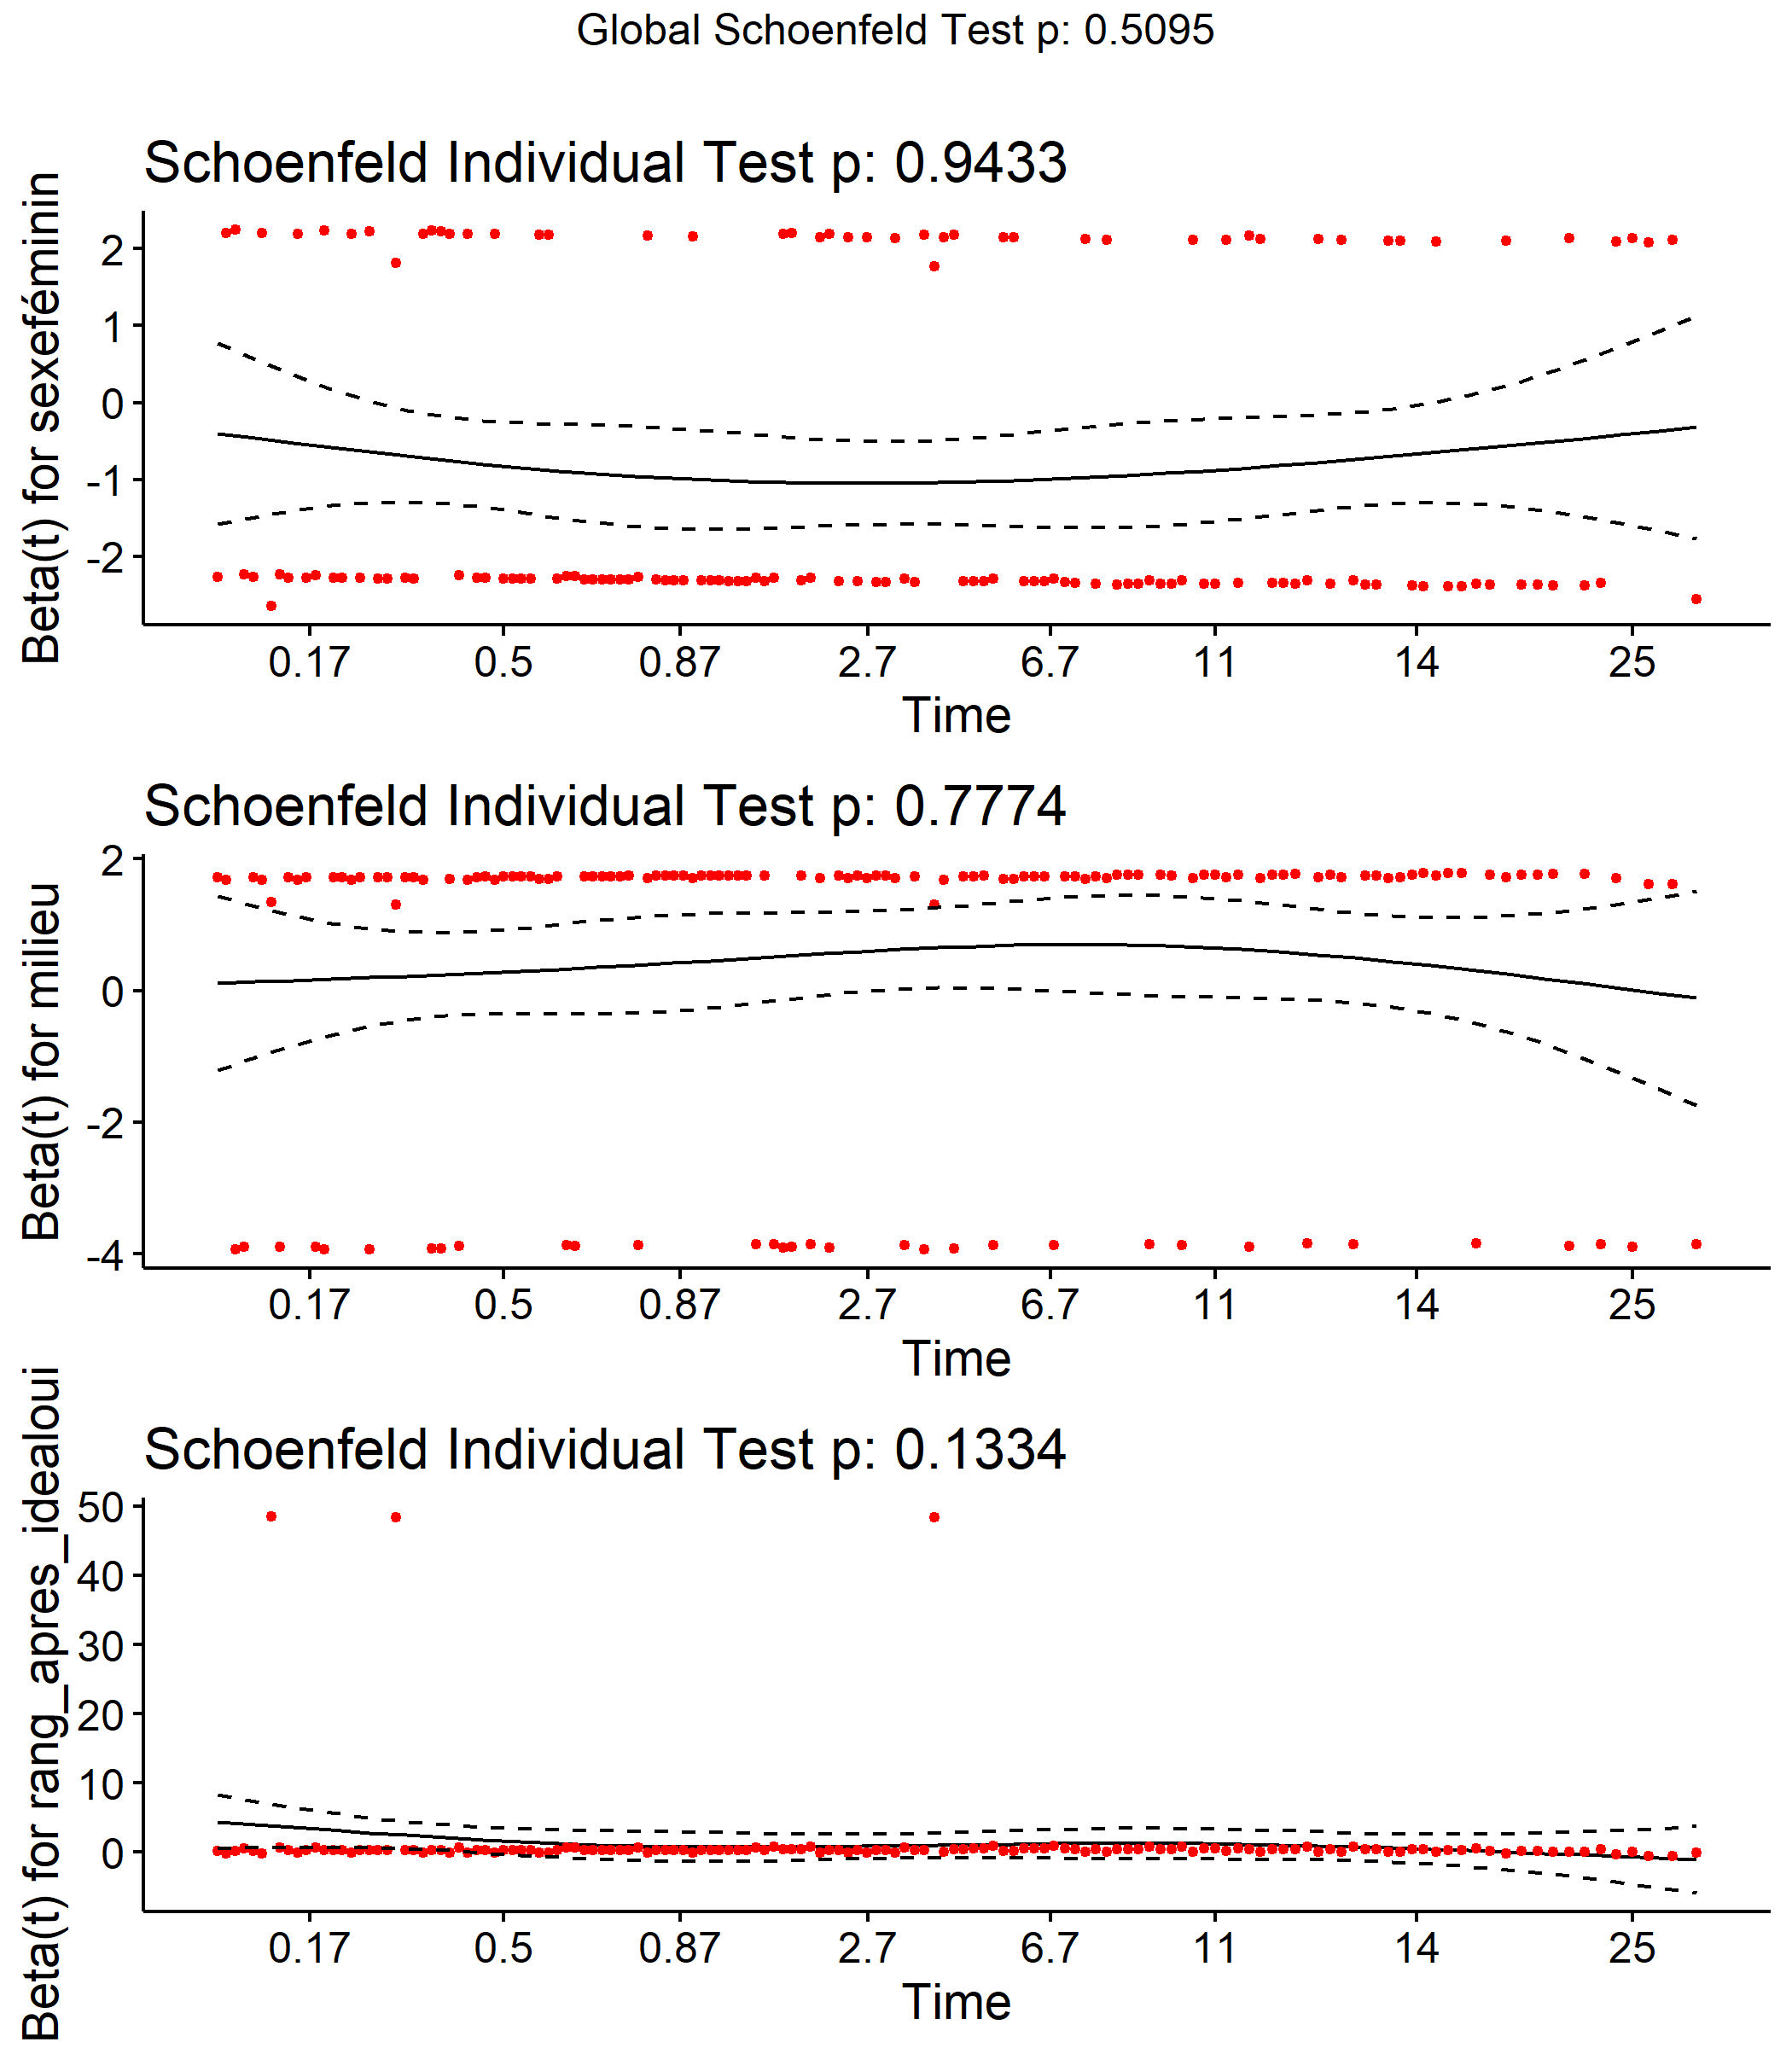 Global Schoenfeld Test p: 0.5095
Schoenfeld Individual Test p: 0.9433
Beta(t) for sexeféminin
2
1
0
-1
-2
0.17 0.5 0.87 2.7 6.7 11 14 25
Time
Schoenfeld Individual Test p: 0.7774
Beta(t) for milieu
2
0
-2
-4
0.17 0.5 0.87 2.7 6.7 11 14 25
Time
Schoenfeld Individual Test p: 0.1334
Beta(t) for rang_apres_idealoui
50
40
30
20
10
0
0.17 0.5 0.87 2.7 6.7 11 14 25
Time